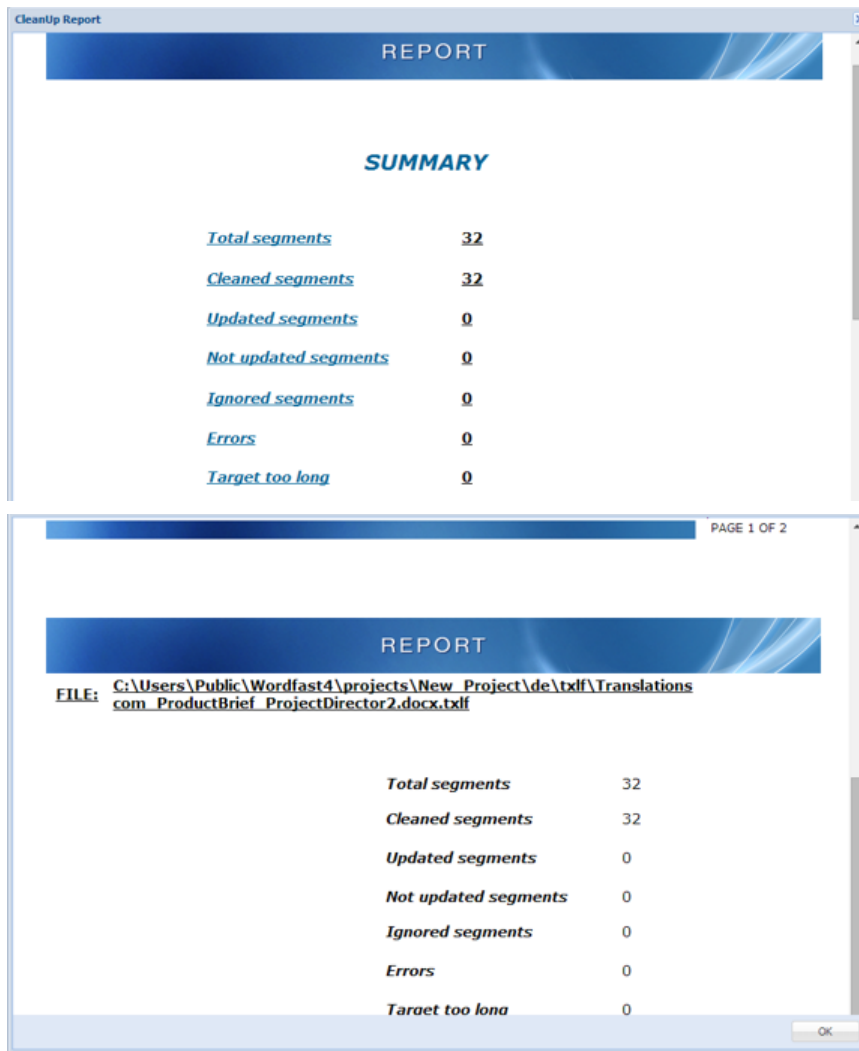 CleanUp Report
REPORT
SUMMARY
Total segments 32
Cleaned segments 32
Updated segments 0
Not updated segments 0
Ignored segments 0
Errors 0
Target too long 0
PAGE 1 OF 2
REPORT
FILE: C:\Users\Public\Wordfast4\projects\New_Project\de\txlf\Translations
com_ProductBrief_ProjectDirector2.docx.txlf
Total segments 32
Cleaned segments 32
Updated segments 0
Not updated segments 0
Ignored segments 0
Errors 0
Target too long 0
OK